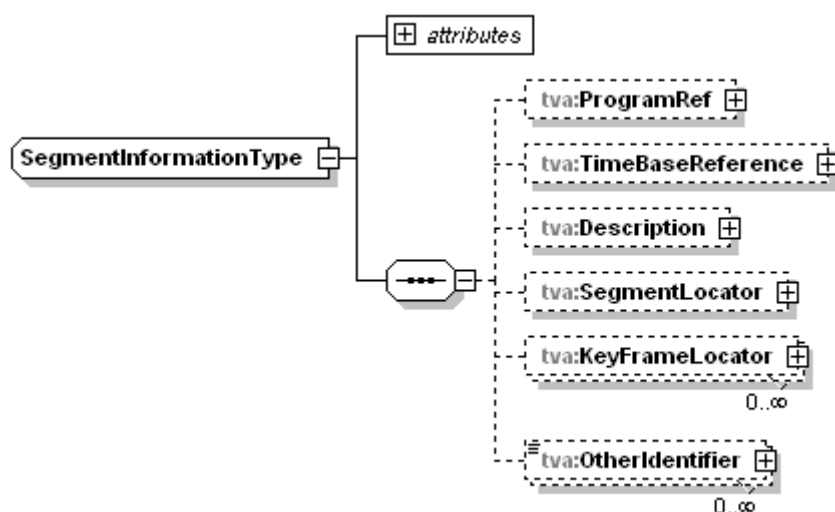 attributes
tva:ProgramRef
SegmentInformationType
tva:TimeBaseReference
tva:Description
tva:SegmentLocator
tva:KeyFrameLocator
0..∞
tva:OtherIdentifier
0..∞